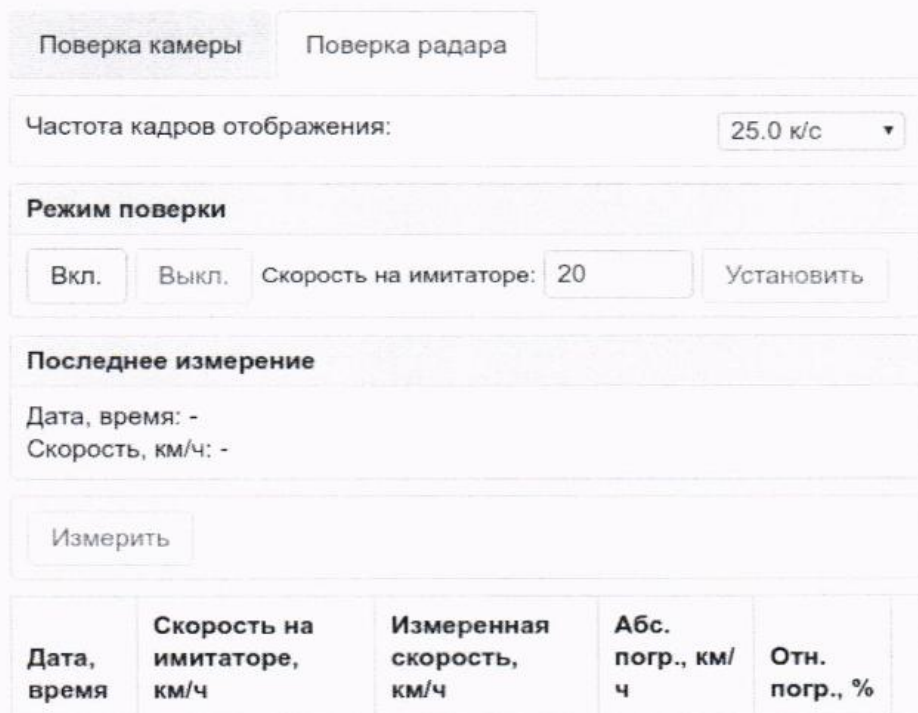 Поверка камеры Поверка радара
Частота кадров отображения: 25.0 к/с
Режим поверки
Вкл. Выкл. Скорость на имитаторе: 20 Установить
Последнее измерение
Дата, время: -
Скорость, км/ч: -
Измерить
Дата, время
Скорость на имитаторе, км/ч
Измеренная скорость, км/ч
Абс. погр., км/ч
Отн. погр., %